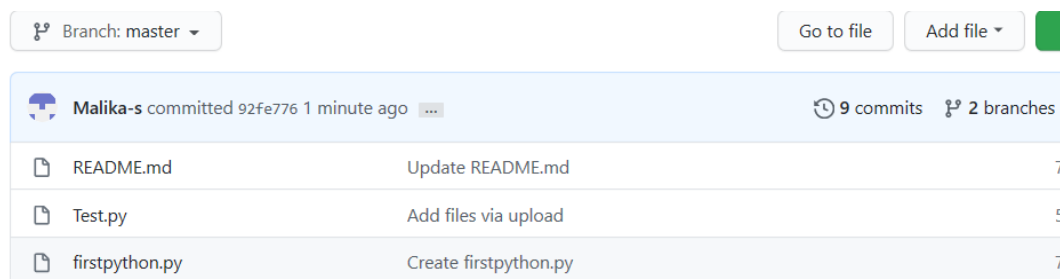 Branch: master Go to file Add file
Malika-s committed 92fe776 1 minute ago ... 9 commits 2 branches
README.md Update README.md
Test.py Add files via upload
firstpython.py Create firstpython.py